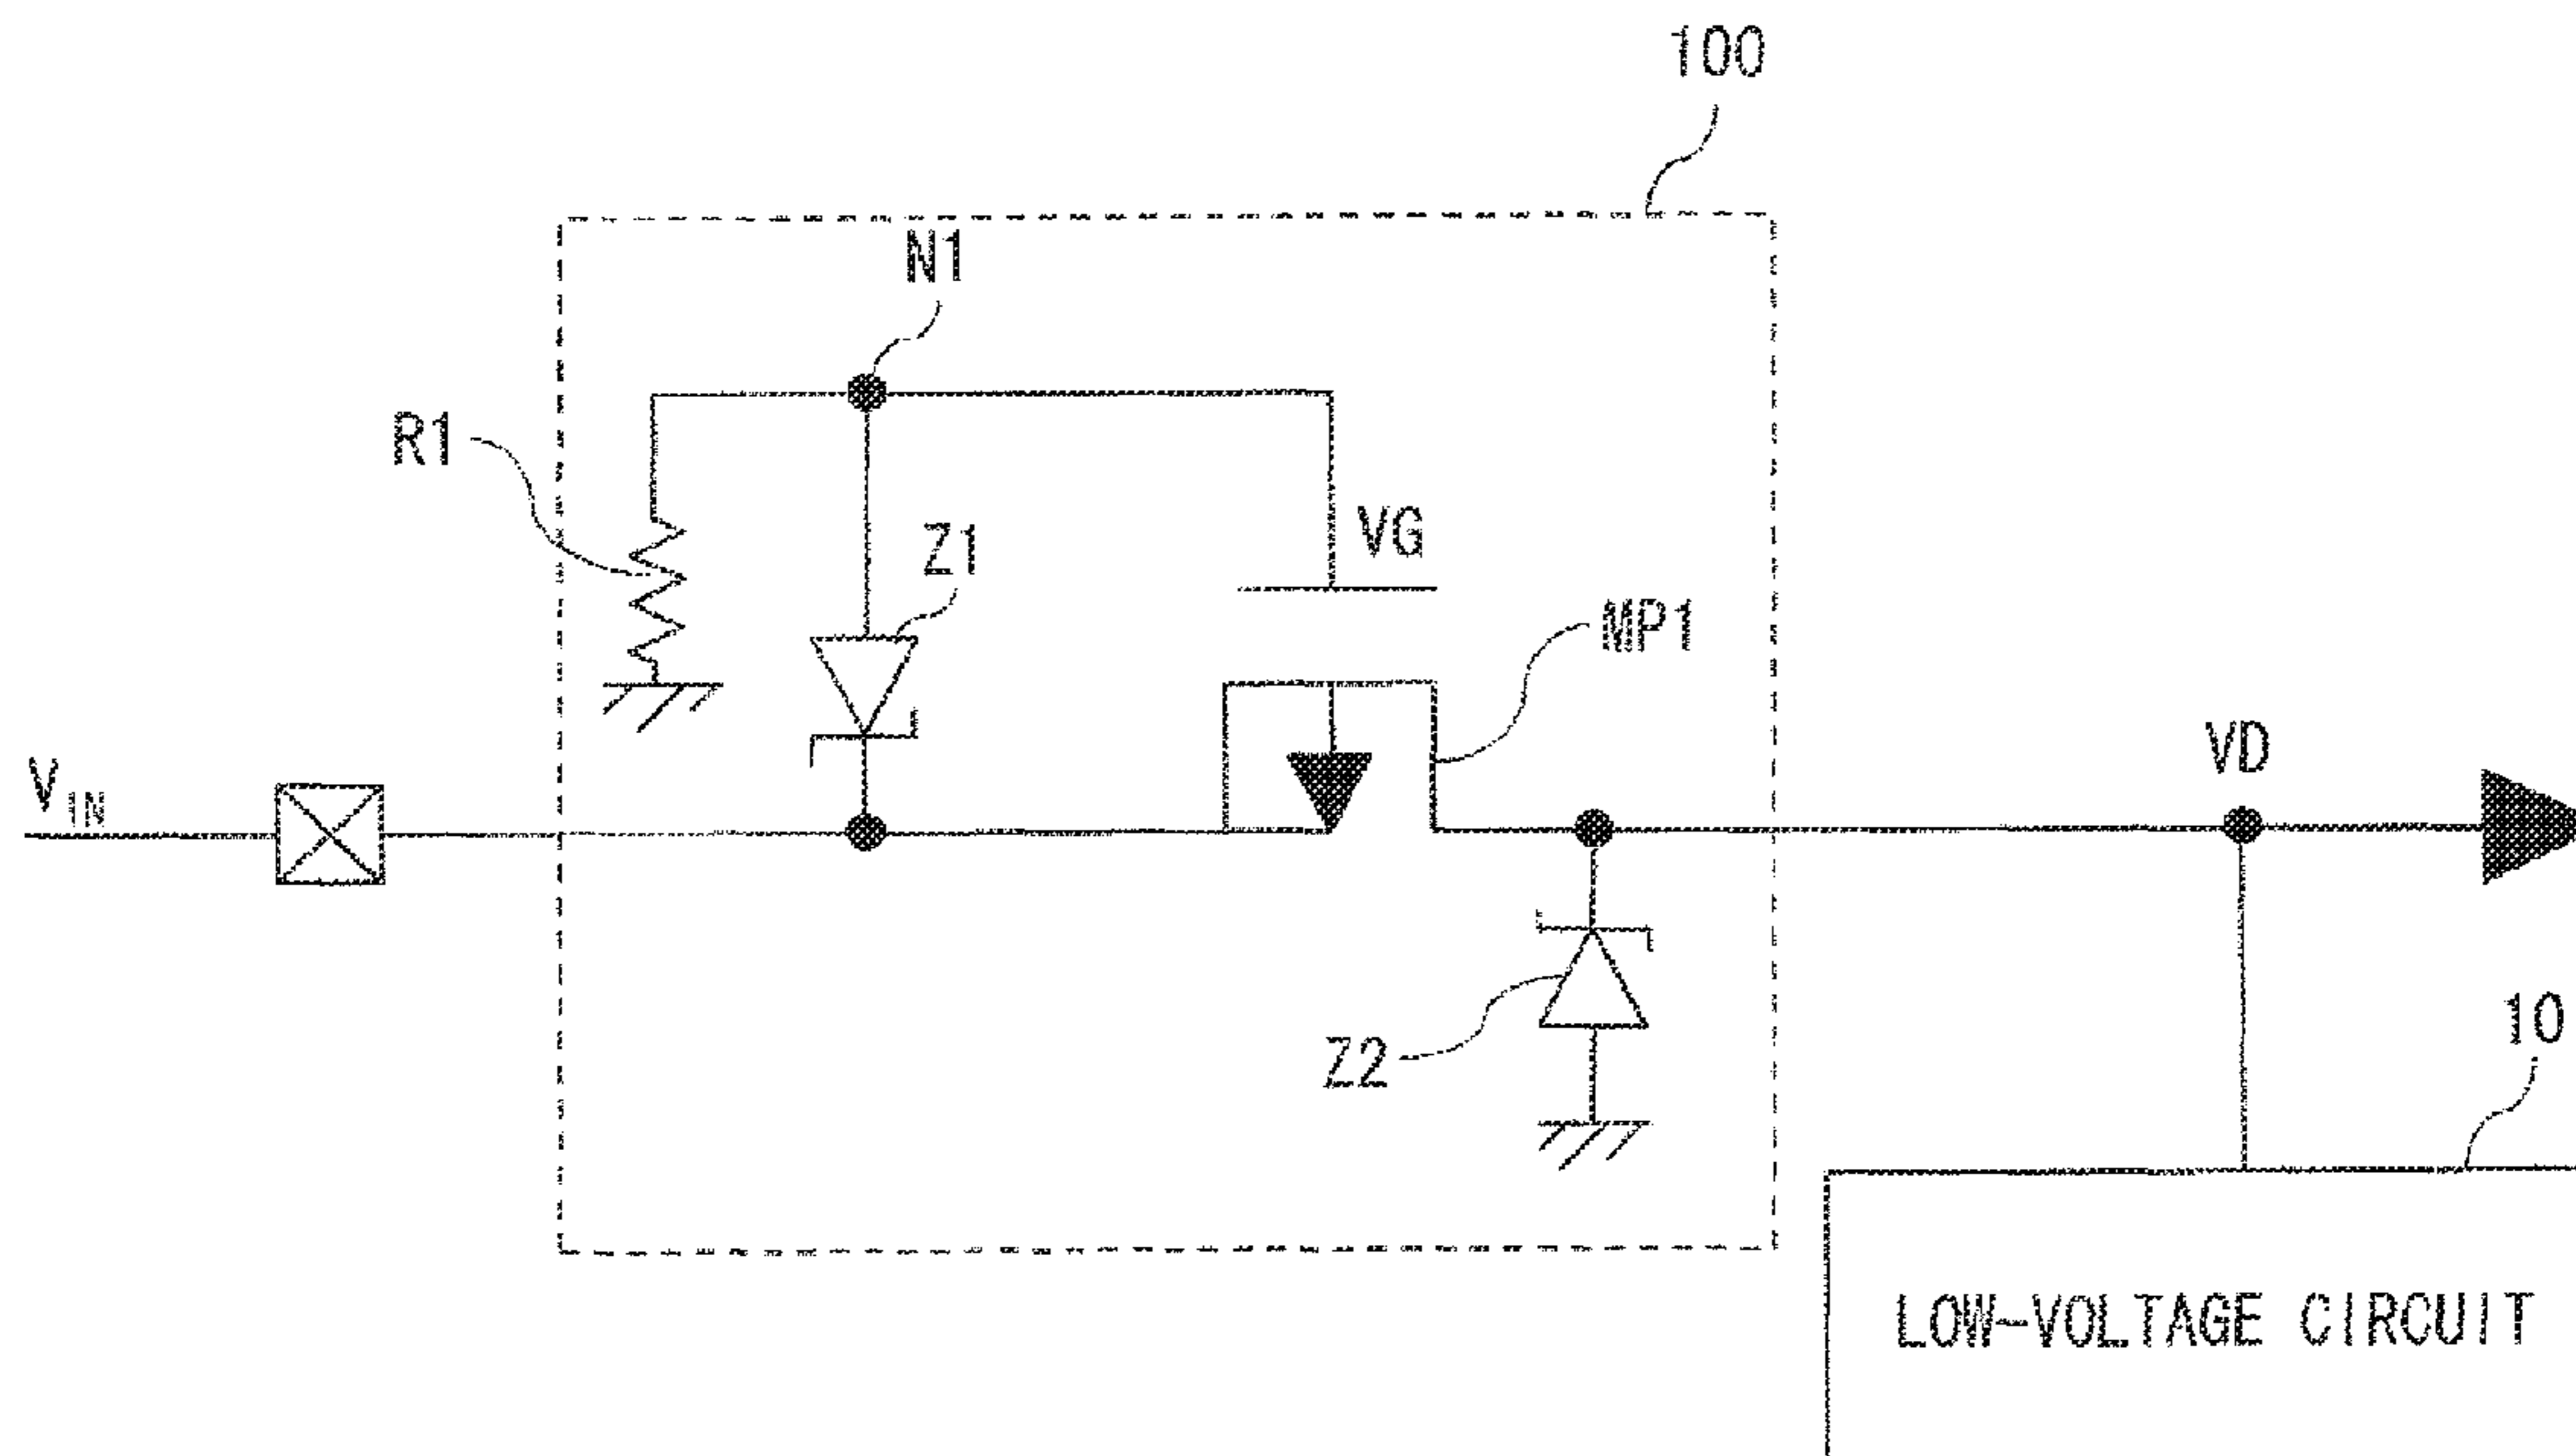 100
N1
R1
Z1
VG
MP1
V_IN
VD
Z2
10
LOW-VOLTAGE CIRCUIT